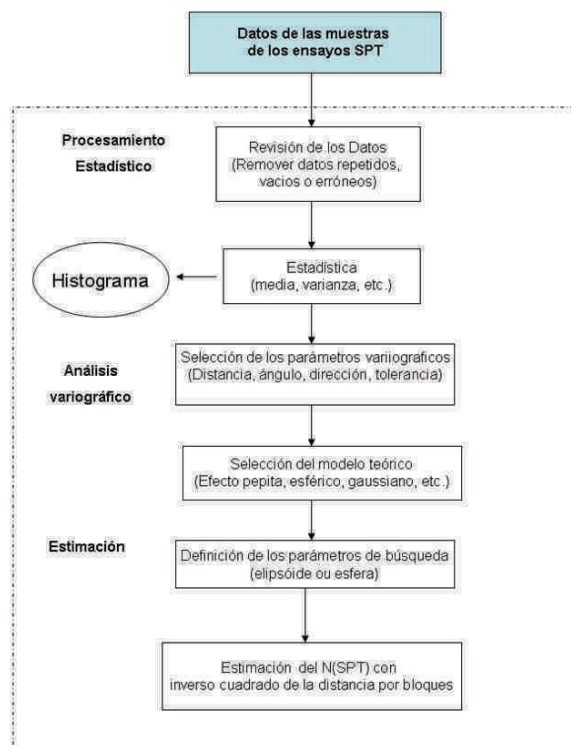 Datos de las muestras
de los ensayos SPT
Procesamiento
Estadístico
Revisión de los Datos
(Remover datos repetidos,
vacios o erróneos)
Histograma
Estadística
(media, varianza, etc.)
Análisis
variográfico
Selección de los parámetros variiograficos
(Distancia, ángulo, dirección, tolerancia)
Selección del modelo teórico
(Efecto pepita, esférico, gaussiano, etc.)
Estimación
Definición de los parámetros de búsqueda
(elipsóide ou esfera)
Estimación del N(SPT) con
inverso cuadrado de la distancia por bloques